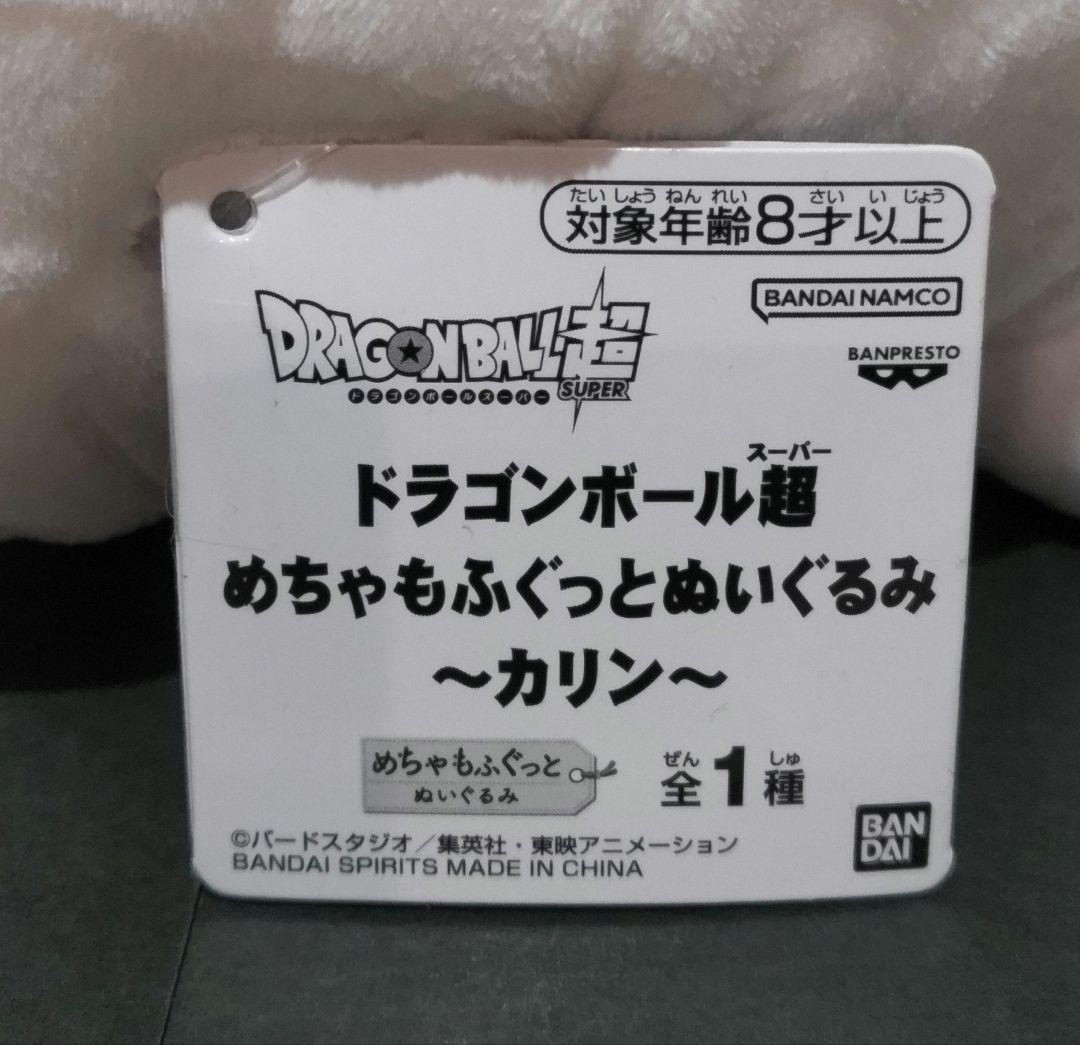 たいしょうねんれい さいいじょう
対象年齢8才以上
BANDAI NAMCO
DRAGON BALL超
SUPER
ドラゴンボールスーパー
BANPRESTO
スーパー
ドラゴンボール超
めちゃもふぐっとぬいぐるみ
〜カリン〜
めちゃもふぐっと
ぬいぐるみ
ぜん しゅ
全1種
©バードスタジオ／集英社・東映アニメーション
BANDAI SPIRITS MADE IN CHINA
BAN
DAI